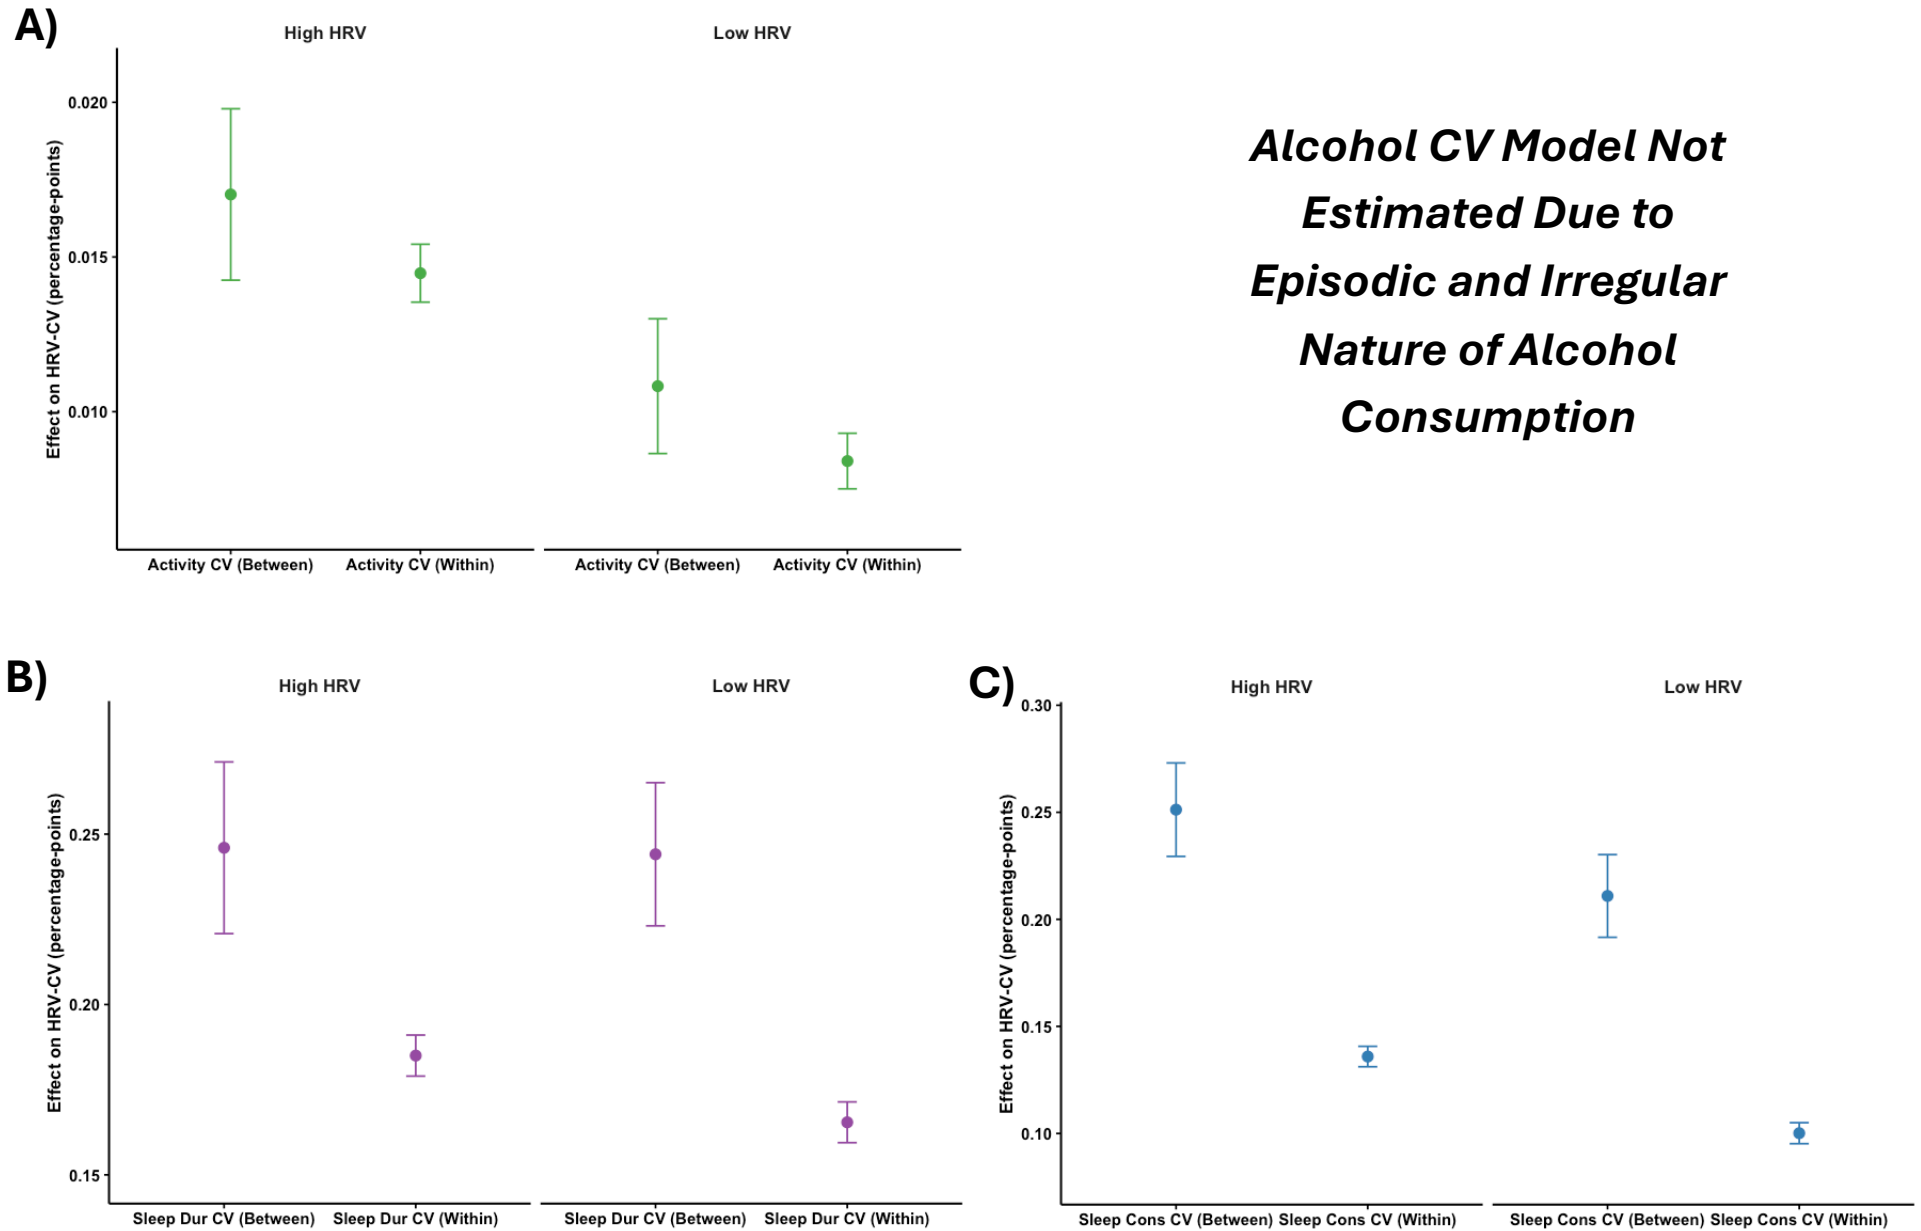 A)
High HRV
Low HRV
Effect on HRV-CV (percentage-points)
0.020
0.015
0.010
Activity CV (Between)
Activity CV (Within)
Activity CV (Between)
Activity CV (Within)
Alcohol CV Model Not
Estimated Due to
Episodic and Irregular
Nature of Alcohol
Consumption
B)
High HRV
Low HRV
Effect on HRV-CV (percentage-points)
0.25
0.20
0.15
Sleep Dur CV (Between)
Sleep Dur CV (Within)
Sleep Dur CV (Between)
Sleep Dur CV (Within)
C)
High HRV
Low HRV
Effect on HRV-CV (percentage-points)
0.30
0.25
0.20
0.15
0.10
Sleep Cons CV (Between)
Sleep Cons CV (Within)
Sleep Cons CV (Between)
Sleep Cons CV (Within)